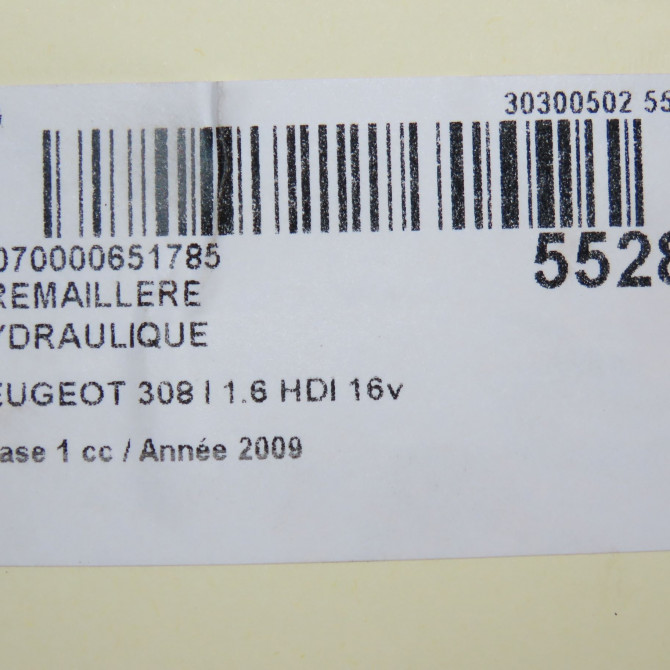 30300502 55
070000651785
5528
REMAILLERE
YDRAULIQUE
EUGEOT 308 I 1.6 HDI 16v
ase 1 cc / Année 2009